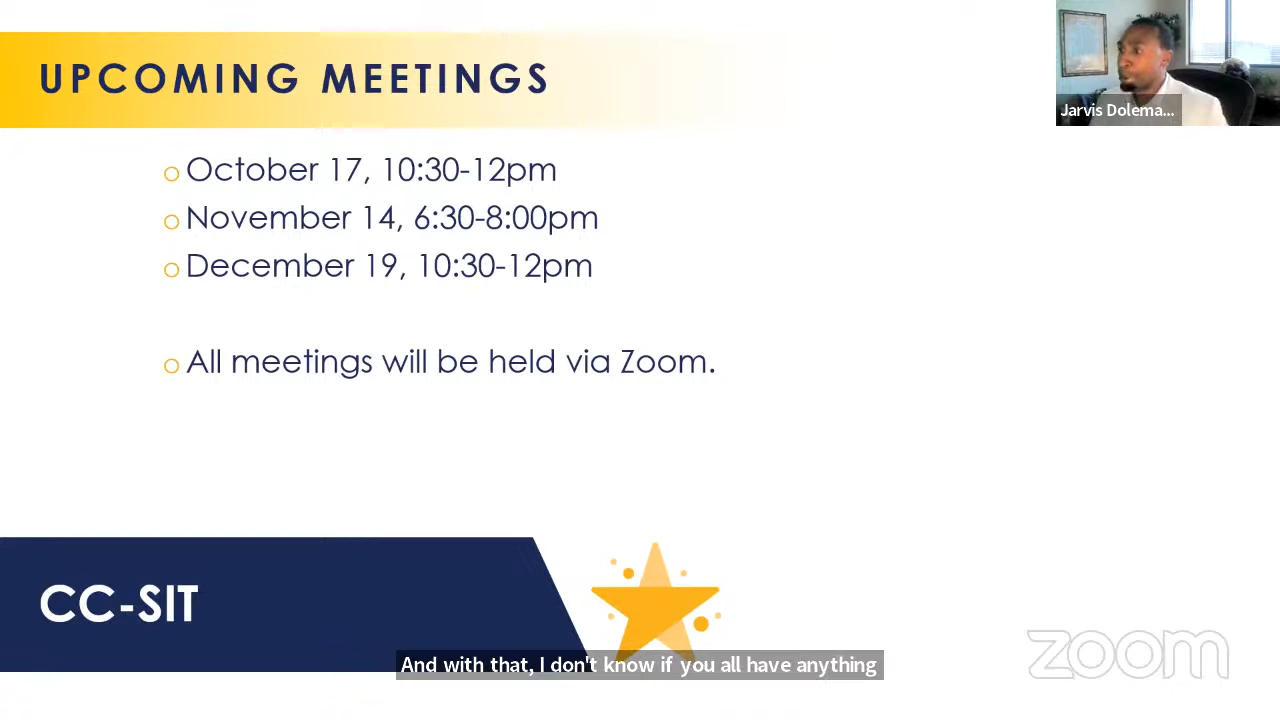 UPCOMING MEETINGS
Jarvis Dolema...
o October 17, 10:30-12pm
o November 14, 6:30-8:00pm
o December 19, 10:30-12pm
o All meetings will be held via Zoom.
CC-SIT
And with that, I don't know if you all have anything
zoom